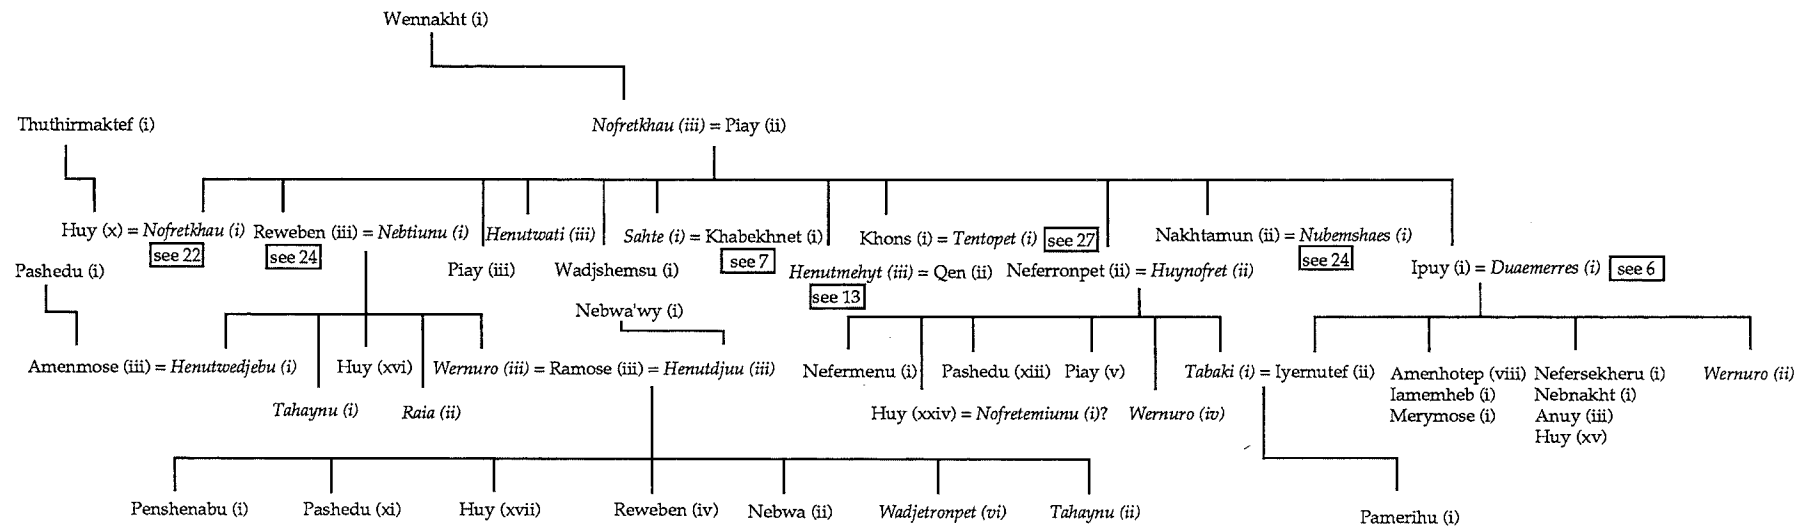 Wennakht (i)
Thuthirmaktef (i)
Nofretkhau (iii) = Piay (ii)
Huy (x) = Nofretkhau (i)
see 22
Reweben (iii) = Nebtiunu (i)
see 24
Henutwati (iii)
Sahte (i) = Khabekhnet (i)
see 7
Khons (i) = Tentopet (i)
see 27
Nakhtamun (ii) = Nubemshaes (i)
see 24
Pashedu (i)
Piay (iii)
Wadjshemsu (i)
Henutmehyt (iii) = Qen (ii)
see 13
Neferronpet (ii) = Huynofret (ii)
Ipuy (i) = Duaemerres (i)
see 6
Nebwa'wy (i)
Amenmose (iii) = Henutwedjebu (i)
Huy (xvi)
Wernuro (iii) = Ramose (iii) = Henutdjuu (iii)
Nefermenu (i)
Pashedu (xiii)
Piay (v)
Tabaki (i) = Iyernutef (ii)
Amenhotep (viii)
Iamemheb (i)
Merymose (i)
Nefersekheru (i)
Nebnakht (i)
Anuy (iii)
Huy (xv)
Wernuro (ii)
Tahaynu (i)
Raia (ii)
Huy (xxiv) = Nofretemiunu (i)?
Wernuro (iv)
Penshenabu (i)
Pashedu (xi)
Huy (xvii)
Reweben (iv)
Nebwa (ii)
Wadjetronpet (vi)
Tahaynu (ii)
Pamerihu (i)